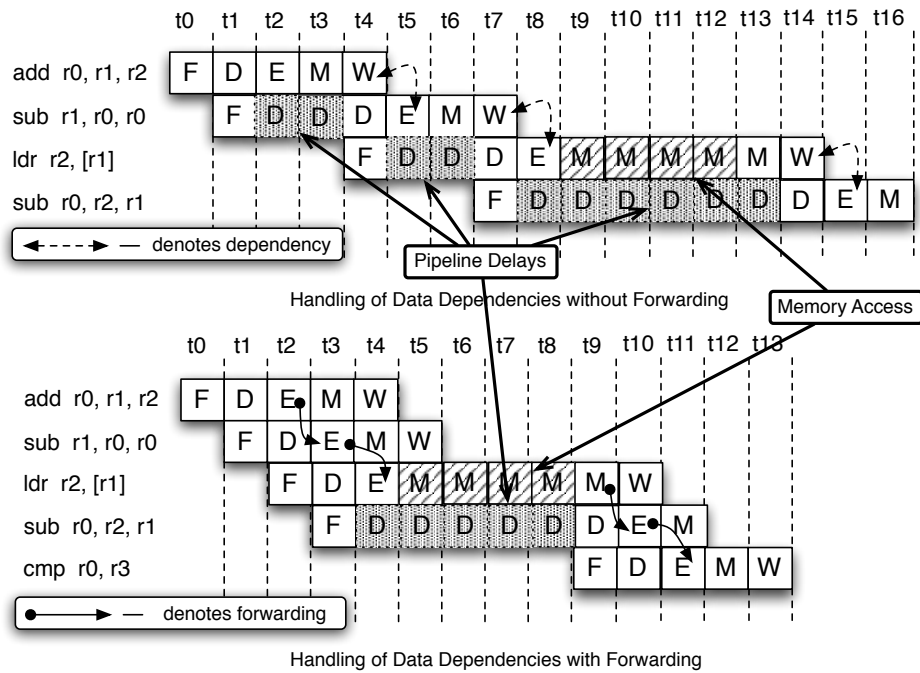 t0 t1 t2 t3 t4 t5 t6 t7 t8 t9 t10 t11 t12 t13 t14 t15 t16
add r0, r1, r2 F D E M W
sub r1, r0, r0 F D D D E M W
ldr r2, [r1] F D D D E M M M M M W
sub r0, r2, r1 F D D D D D D D E M
— denotes dependency
Pipeline Delays
Handling of Data Dependencies without Forwarding
Memory Access
t0 t1 t2 t3 t4 t5 t6 t7 t8 t9 t10 t11 t12 t13
add r0, r1, r2 F D E M W
sub r1, r0, r0 F D E M W
ldr r2, [r1] F D E M M M M M W
sub r0, r2, r1 F D D D D D D E M
cmp r0, r3 F D E M W
— denotes forwarding
Handling of Data Dependencies with Forwarding